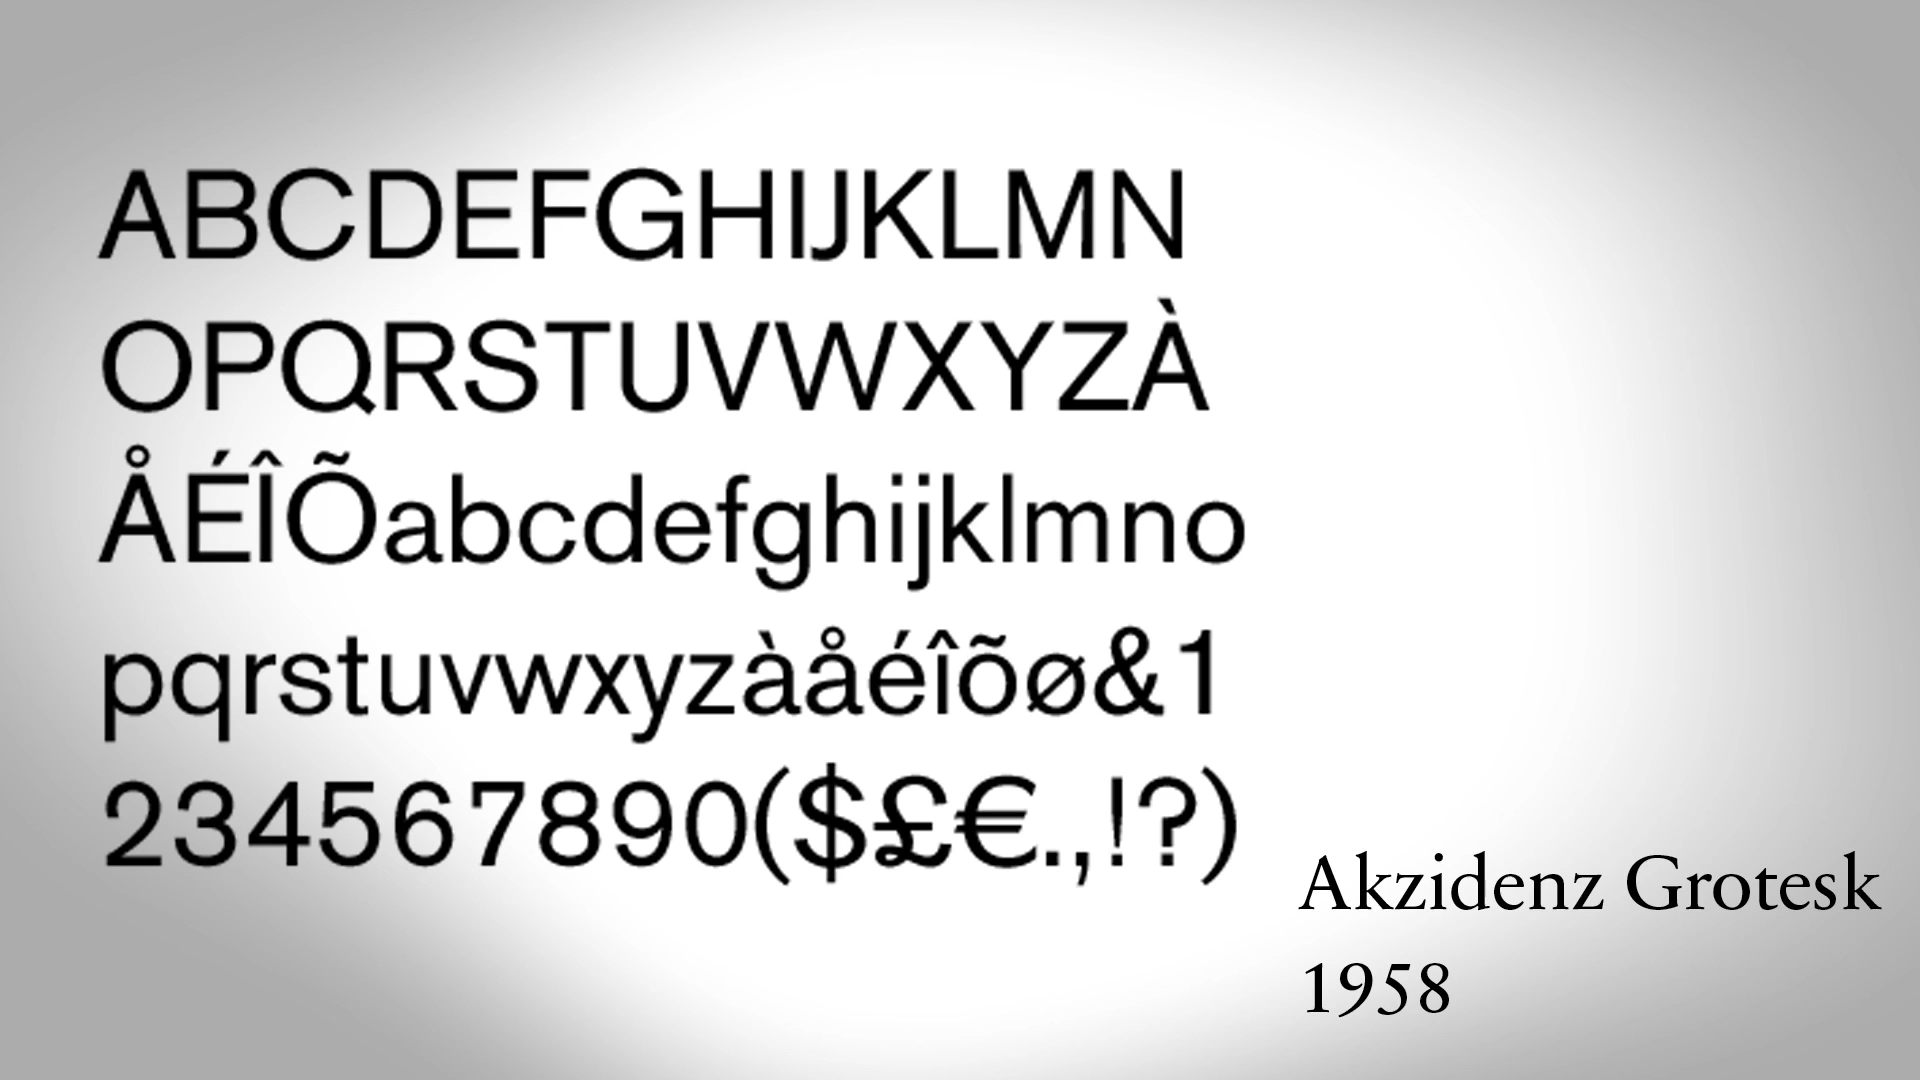 ABCDEFGHIJKLMN
OPQRSTUVWXYZÀ
ÅÉÎÕabcdefghijklmno
pqrstuvwxyzàåéîõø&1
234567890($£€.,!?)
Akzidenz Grotesk
1958